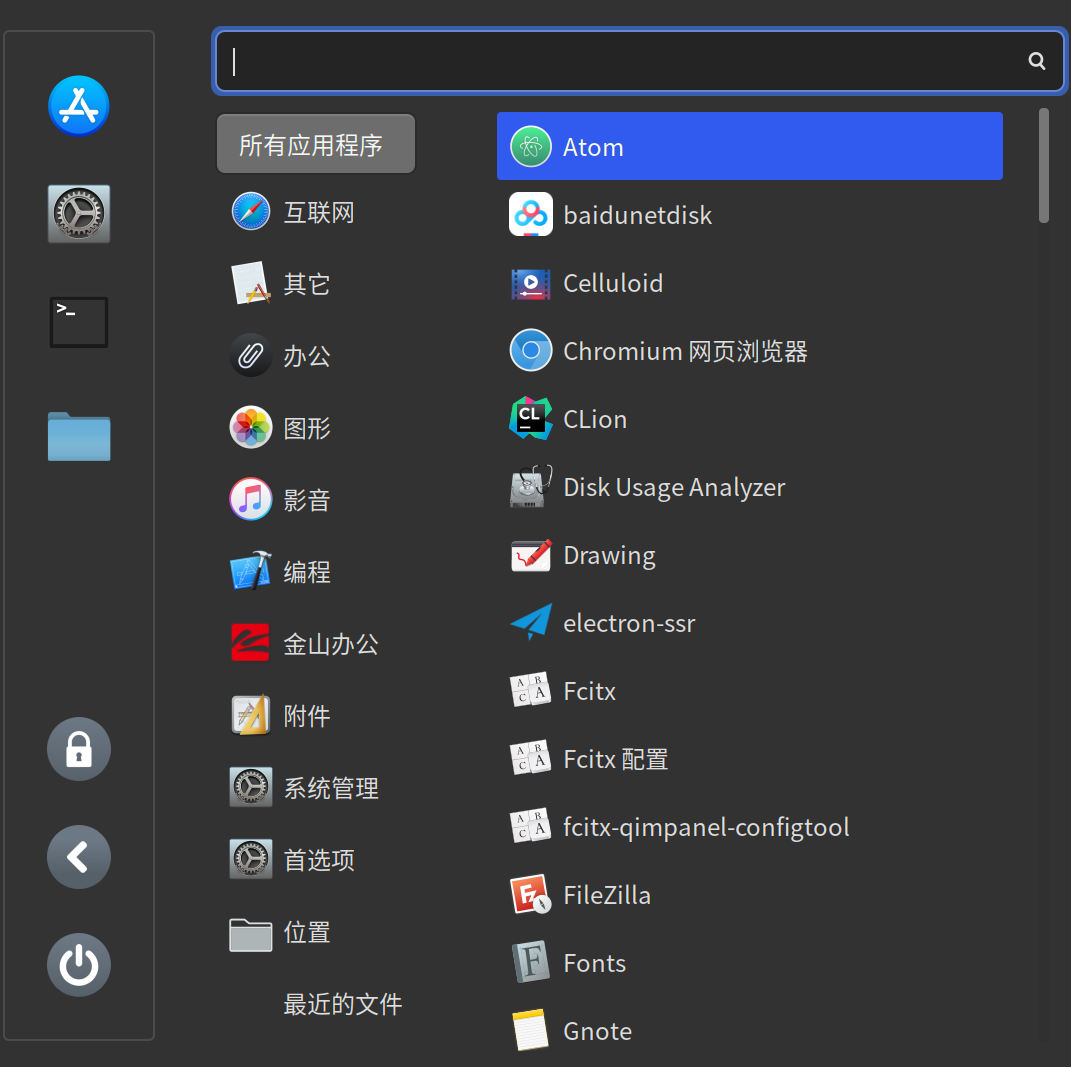 所有应用程序
互联网
其它
办公
图形
影音
编程
金山办公
附件
系统管理
首选项
位置
最近的文件
Atom
baidunetdisk
Celluloid
Chromium 网页浏览器
CLion
Disk Usage Analyzer
Drawing
electron-ssr
Fcitx
Fcitx 配置
fcitx-qimpanel-configtool
FileZilla
Fonts
Gnote